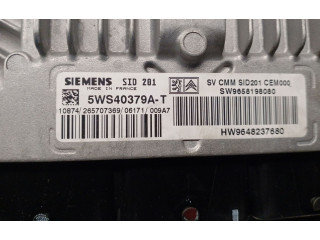 SIEMENS SID 201
MADE IN FRANCE
5WS40379A-T
10874/265707369/06171/009A7
SV CMM SID201 CEM000
SW9658198080
HW9648237680